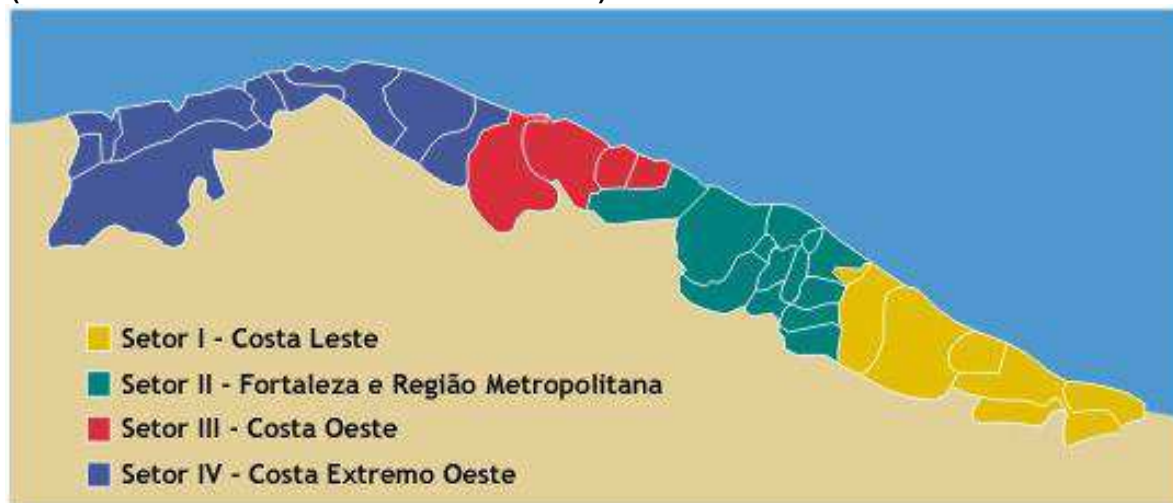 Setor I - Costa Leste
Setor II - Fortaleza e Região Metropolitana
Setor III - Costa Oeste
Setor IV - Costa Extremo Oeste